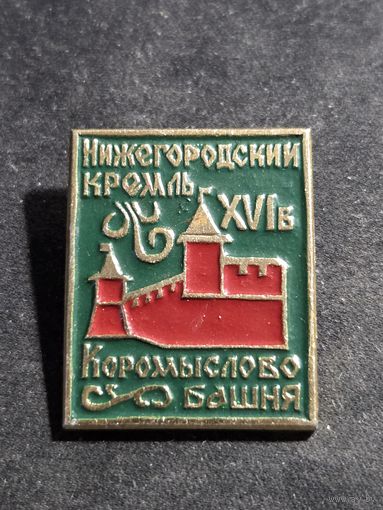 Нижегородский
кремль
XVIв
Коромыслово
башня